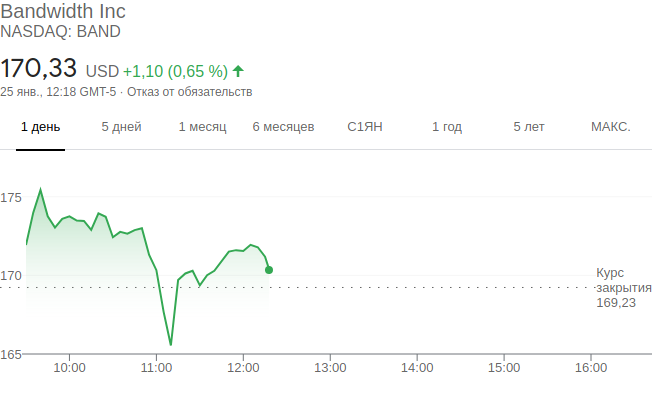 Bandwidth Inc
NASDAQ: BAND
170,33 USD +1,10 (0,65 %)
25 янв., 12:18 GMT-5 · Отказ от обязательств
1 день 5 дней 1 месяц 6 месяцев С1ЯН 1 год 5 лет МАКС.
175
170
Курс
закрытия
169,23
165
10:00 11:00 12:00 13:00 14:00 15:00 16:00